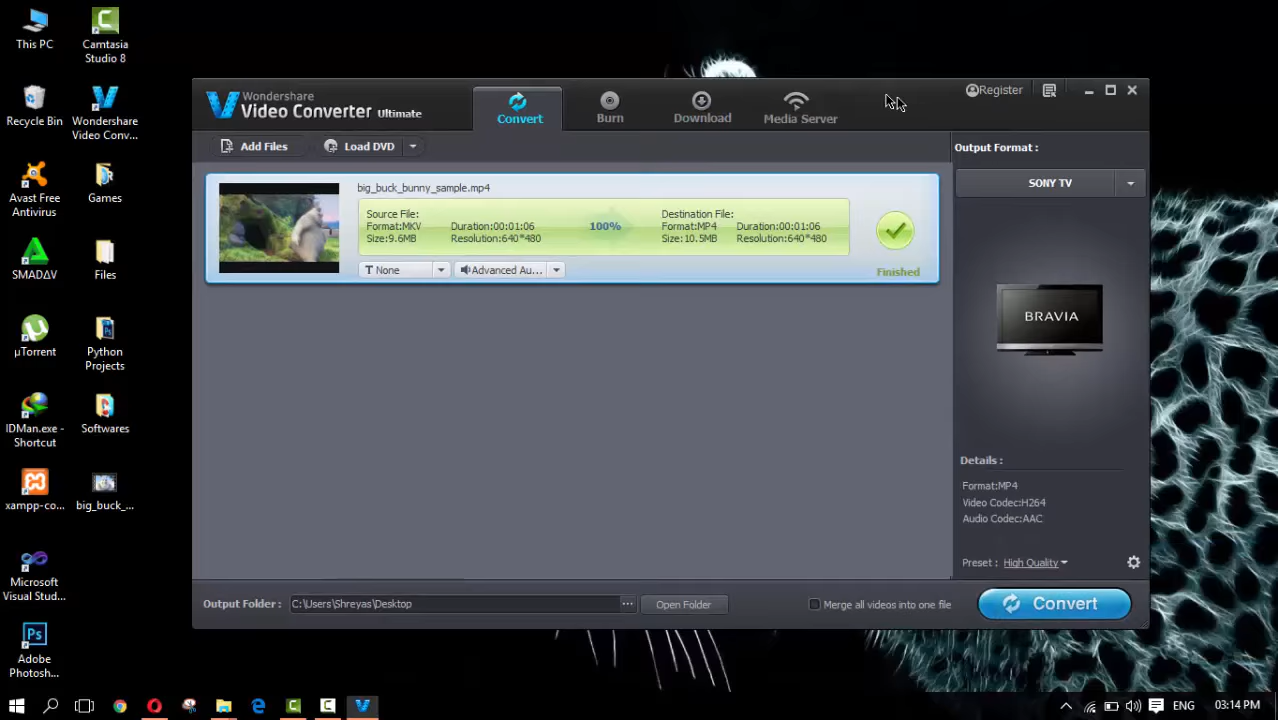 This PC
Camtasia
Studio 8
Recycle Bin
Wondershare
Video Conv...
Avast Free
Antivirus
Games
SMADΔV
Files
µTorrent
Python
Projects
IDMan.exe -
Shortcut
Softwares
xampp-co...
big_buck_...
Microsoft
Visual Stud...
Ps
Adobe
Photosh...
Wondershare
Video Converter Ultimate
Convert
Burn
Download
Media Server
Register
Add Files
Load DVD
big_buck_bunny_sample.mp4
Source File:
Format:MKV Duration:00:01:06
Size:9.6MB Resolution:640*480
100%
Destination File:
Format:MP4 Duration:00:01:06
Size:10.5MB Resolution:640*480
T None
Advanced Au...
Finished
Output Format :
SONY TV
BRAVIA
Details :
Format:MP4
Video Codec:H264
Audio Codec:AAC
Preset : High Quality
Output Folder : C:\Users\Shreyas\Desktop
...
Open Folder
Merge all videos into one file
Convert
ENG
03:14 PM